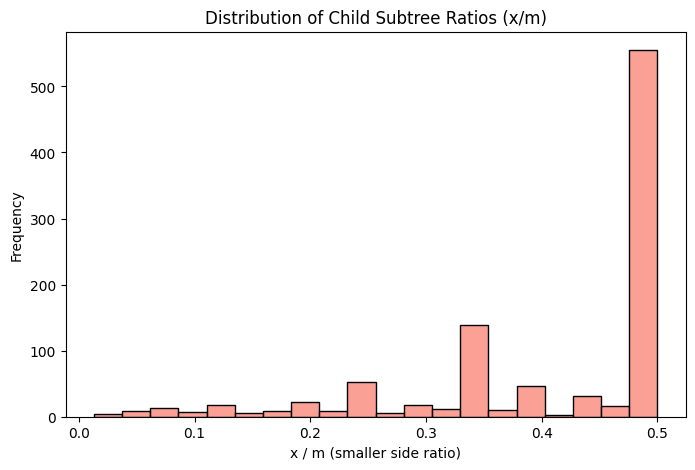 Distribution of Child Subtree Ratios (x/m)
Frequency
500
400
300
200
100
0
0.0 0.1 0.2 0.3 0.4 0.5
x / m (smaller side ratio)